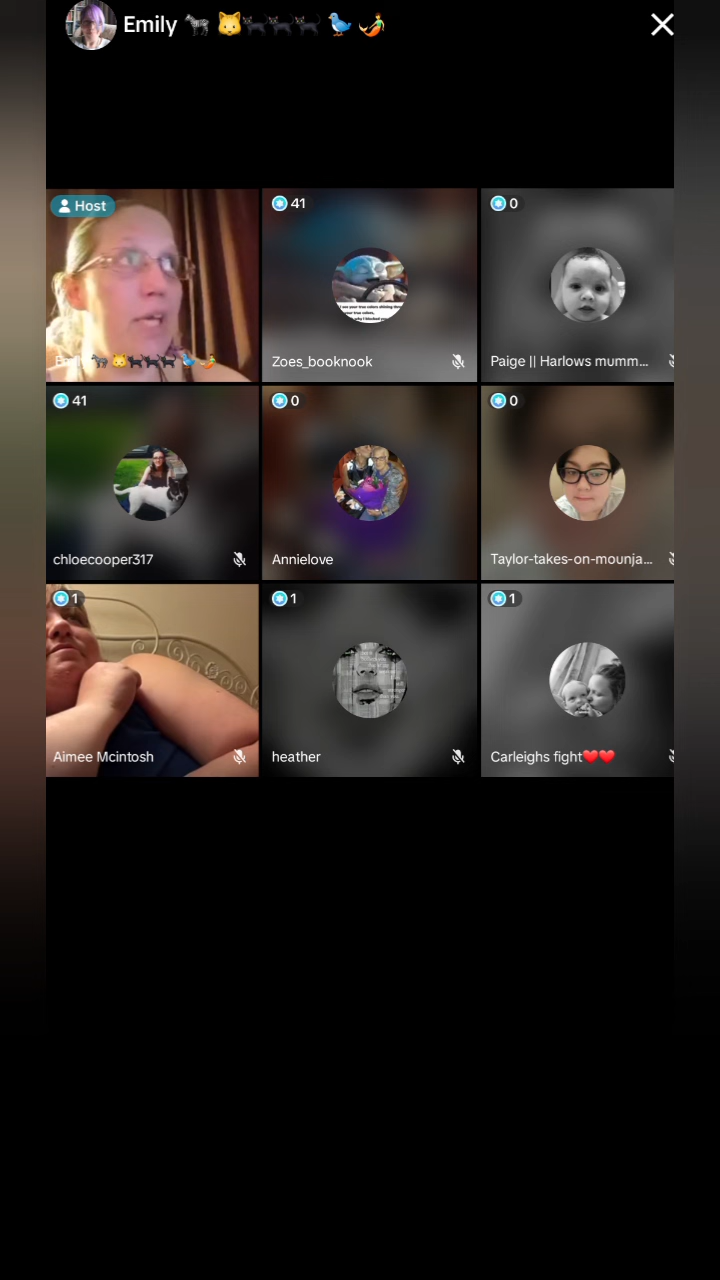 Emily 🦓 🐱🐈‍⬛🐈‍⬛🐈‍⬛ 🐦 🧜
Host
41
0
Zoes_booknook
Paige || Harlows mumm...
41
0
0
chloecooper317
Annielove
Taylor-takes-on-mounja...
1
1
1
Aimee Mcintosh
heather
Carleighs fight❤️❤️